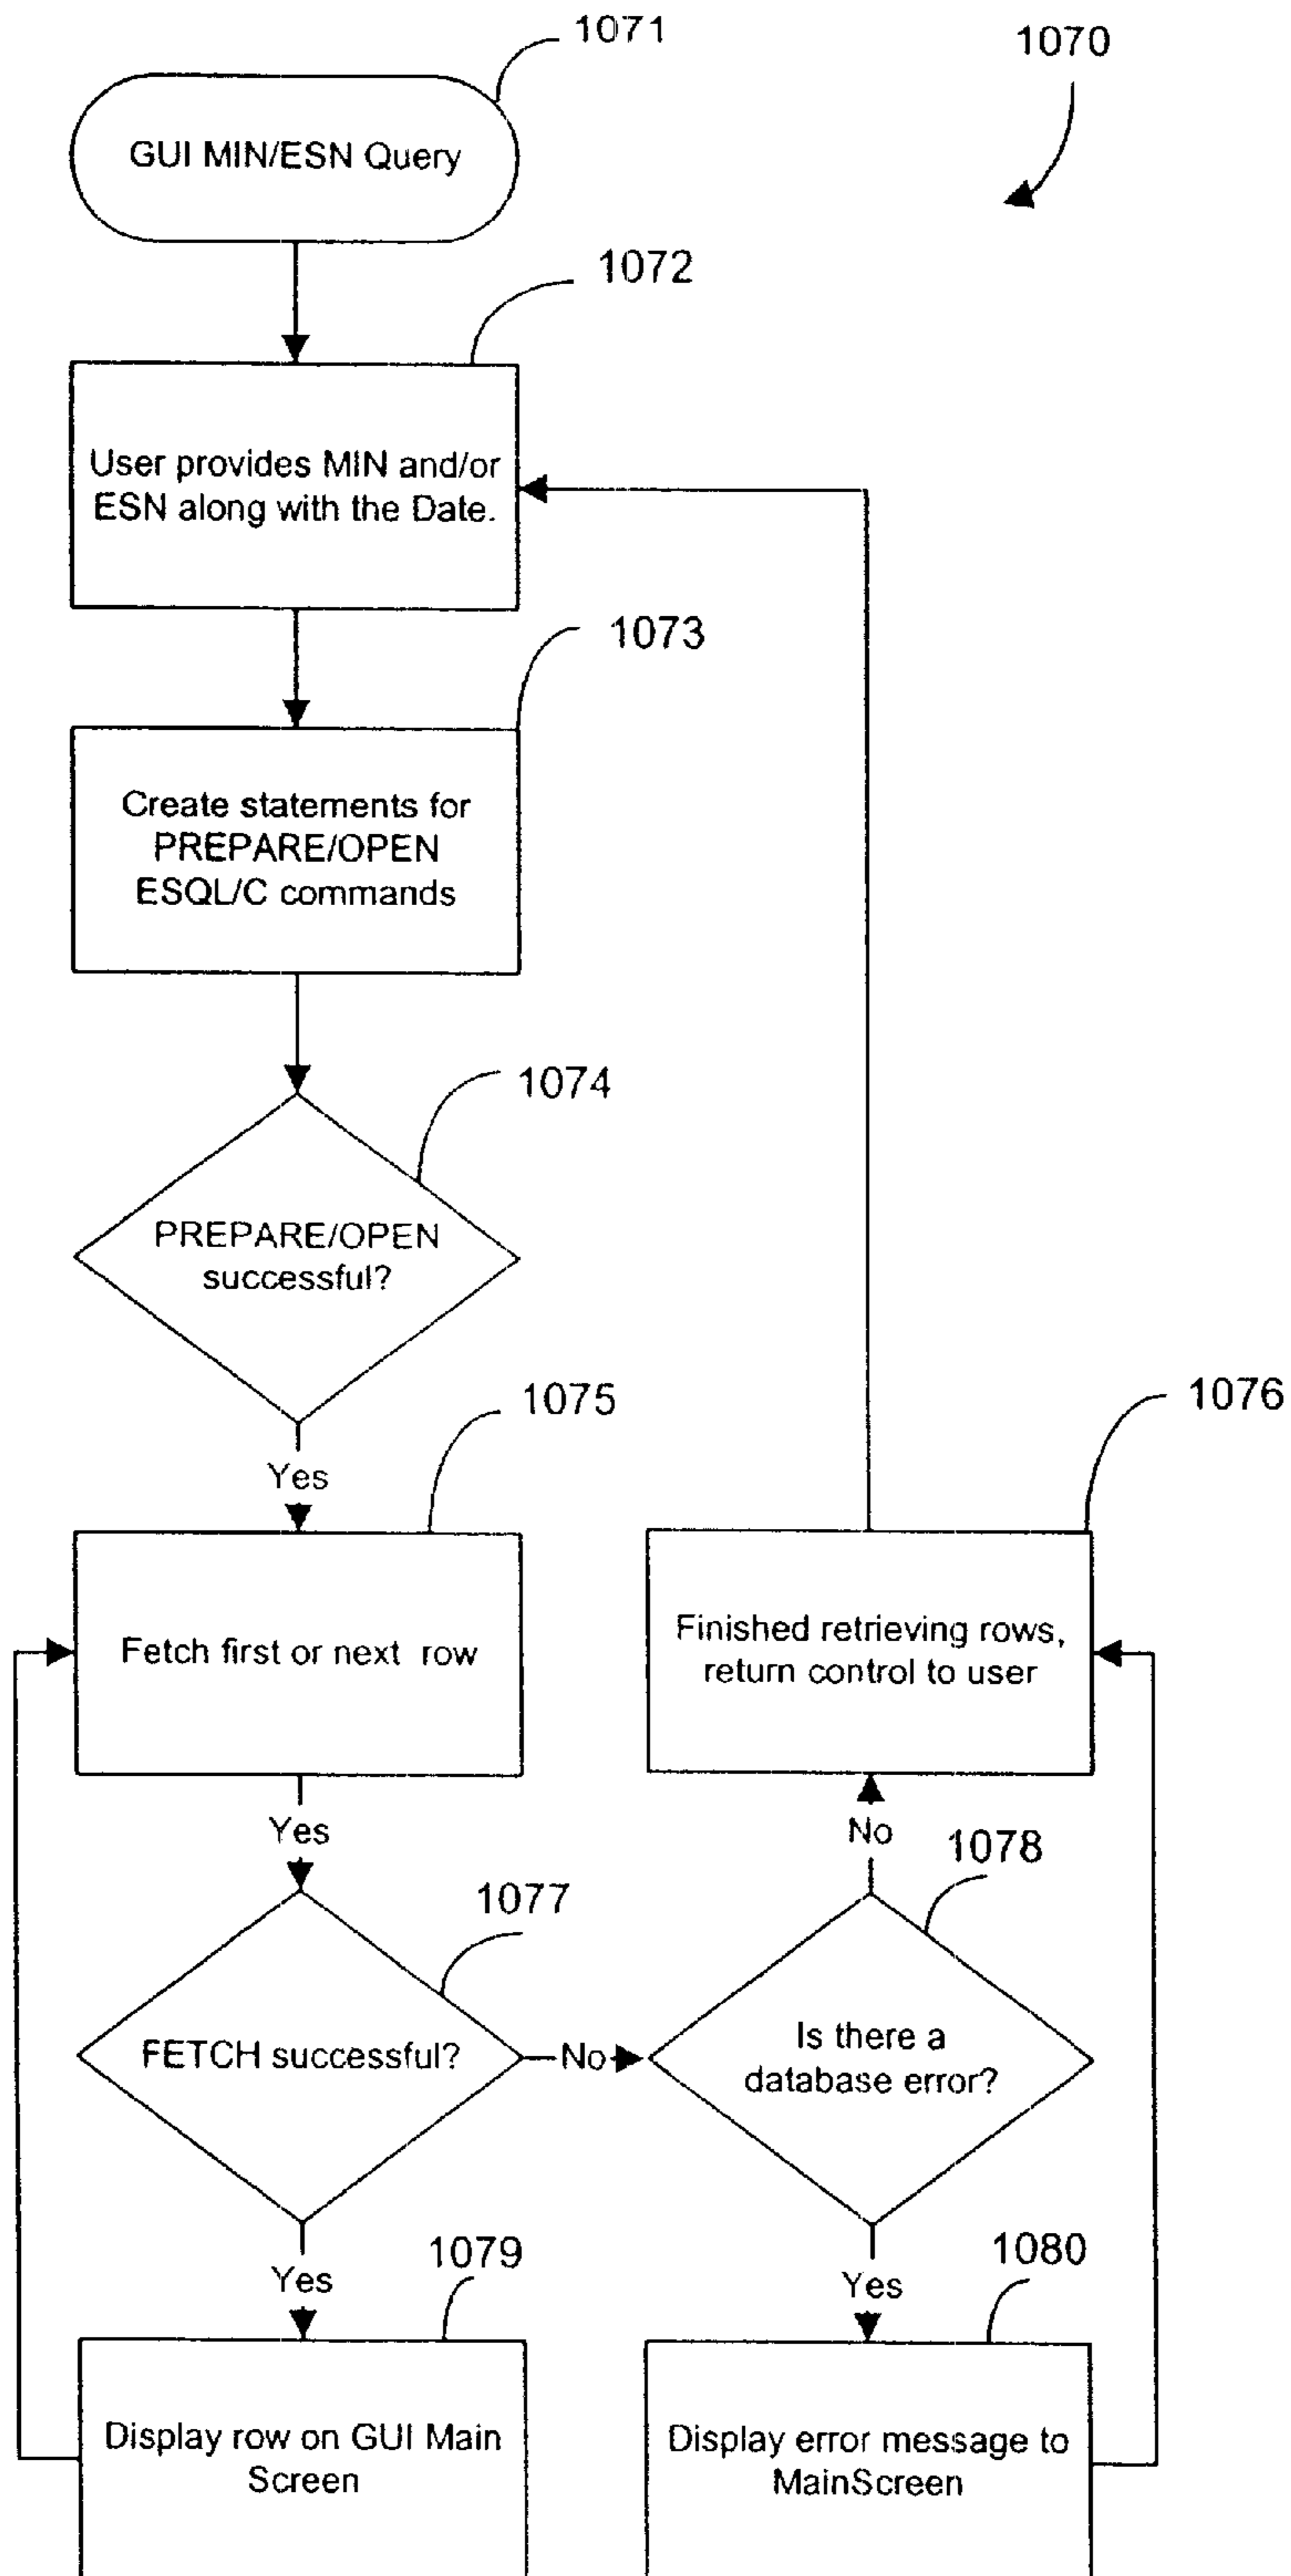 1071
1070
GUI MIN/ESN Query
1072
User provides MIN and/or
ESN along with the Date.
1073
Create statements for
PREPARE/OPEN
ESQL/C commands
1074
PREPARE/OPEN
successful?
1075
1076
Yes
Fetch first or next row
Finished retrieving rows,
return control to user
Yes
No
1078
1077
FETCH successful?
No
Is there a
database error?
1079
1080
Yes
Yes
Display row on GUI Main
Screen
Display error message to
MainScreen